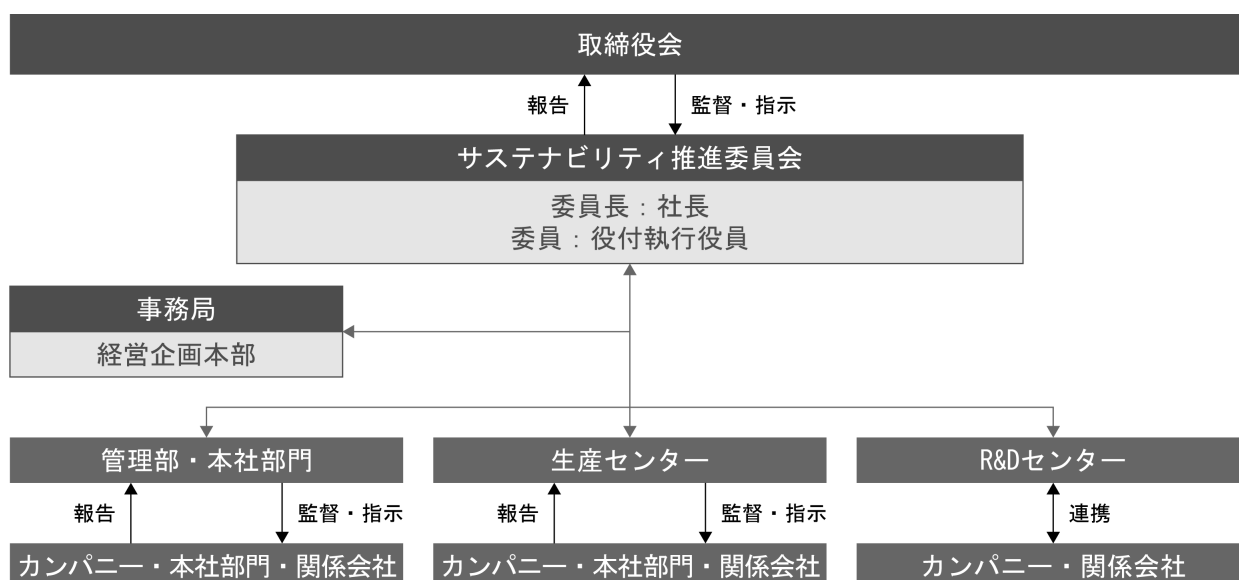 取締役会
報告
監督・指示
サステナビリティ推進委員会
委員長：社長
委員：役付執行役員
事務局
経営企画本部
管理部・本社部門
生産センター
R&Dセンター
報告
監督・指示
報告
監督・指示
連携
カンパニー・本社部門・関係会社
カンパニー・本社部門・関係会社
カンパニー・関係会社